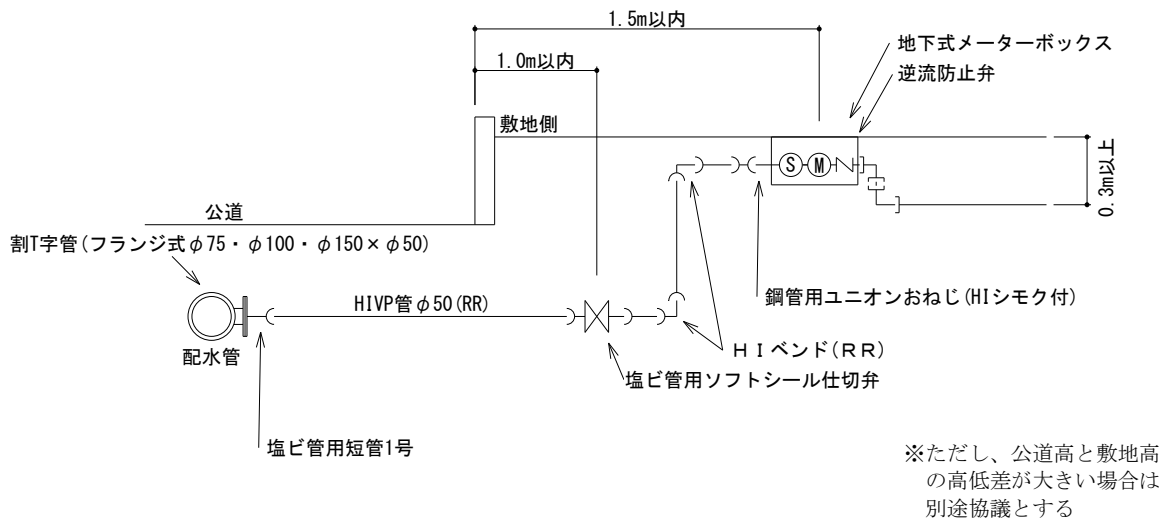 1.5m以内
地下式メーターボックス
1.0m以内
逆流防止弁
敷地側
S M
0.3m以上
公道
割T字管(フランジ式φ75・φ100・φ150×φ50)
HIVP管φ50(RR)
鋼管用ユニオンおねじ(HIシモク付)
配水管
HIベンド(RR)
塩ビ管用ソフトシール仕切弁
塩ビ管用短管1号
※ただし、公道高と敷地高
の高低差が大きい場合は
別途協議とする